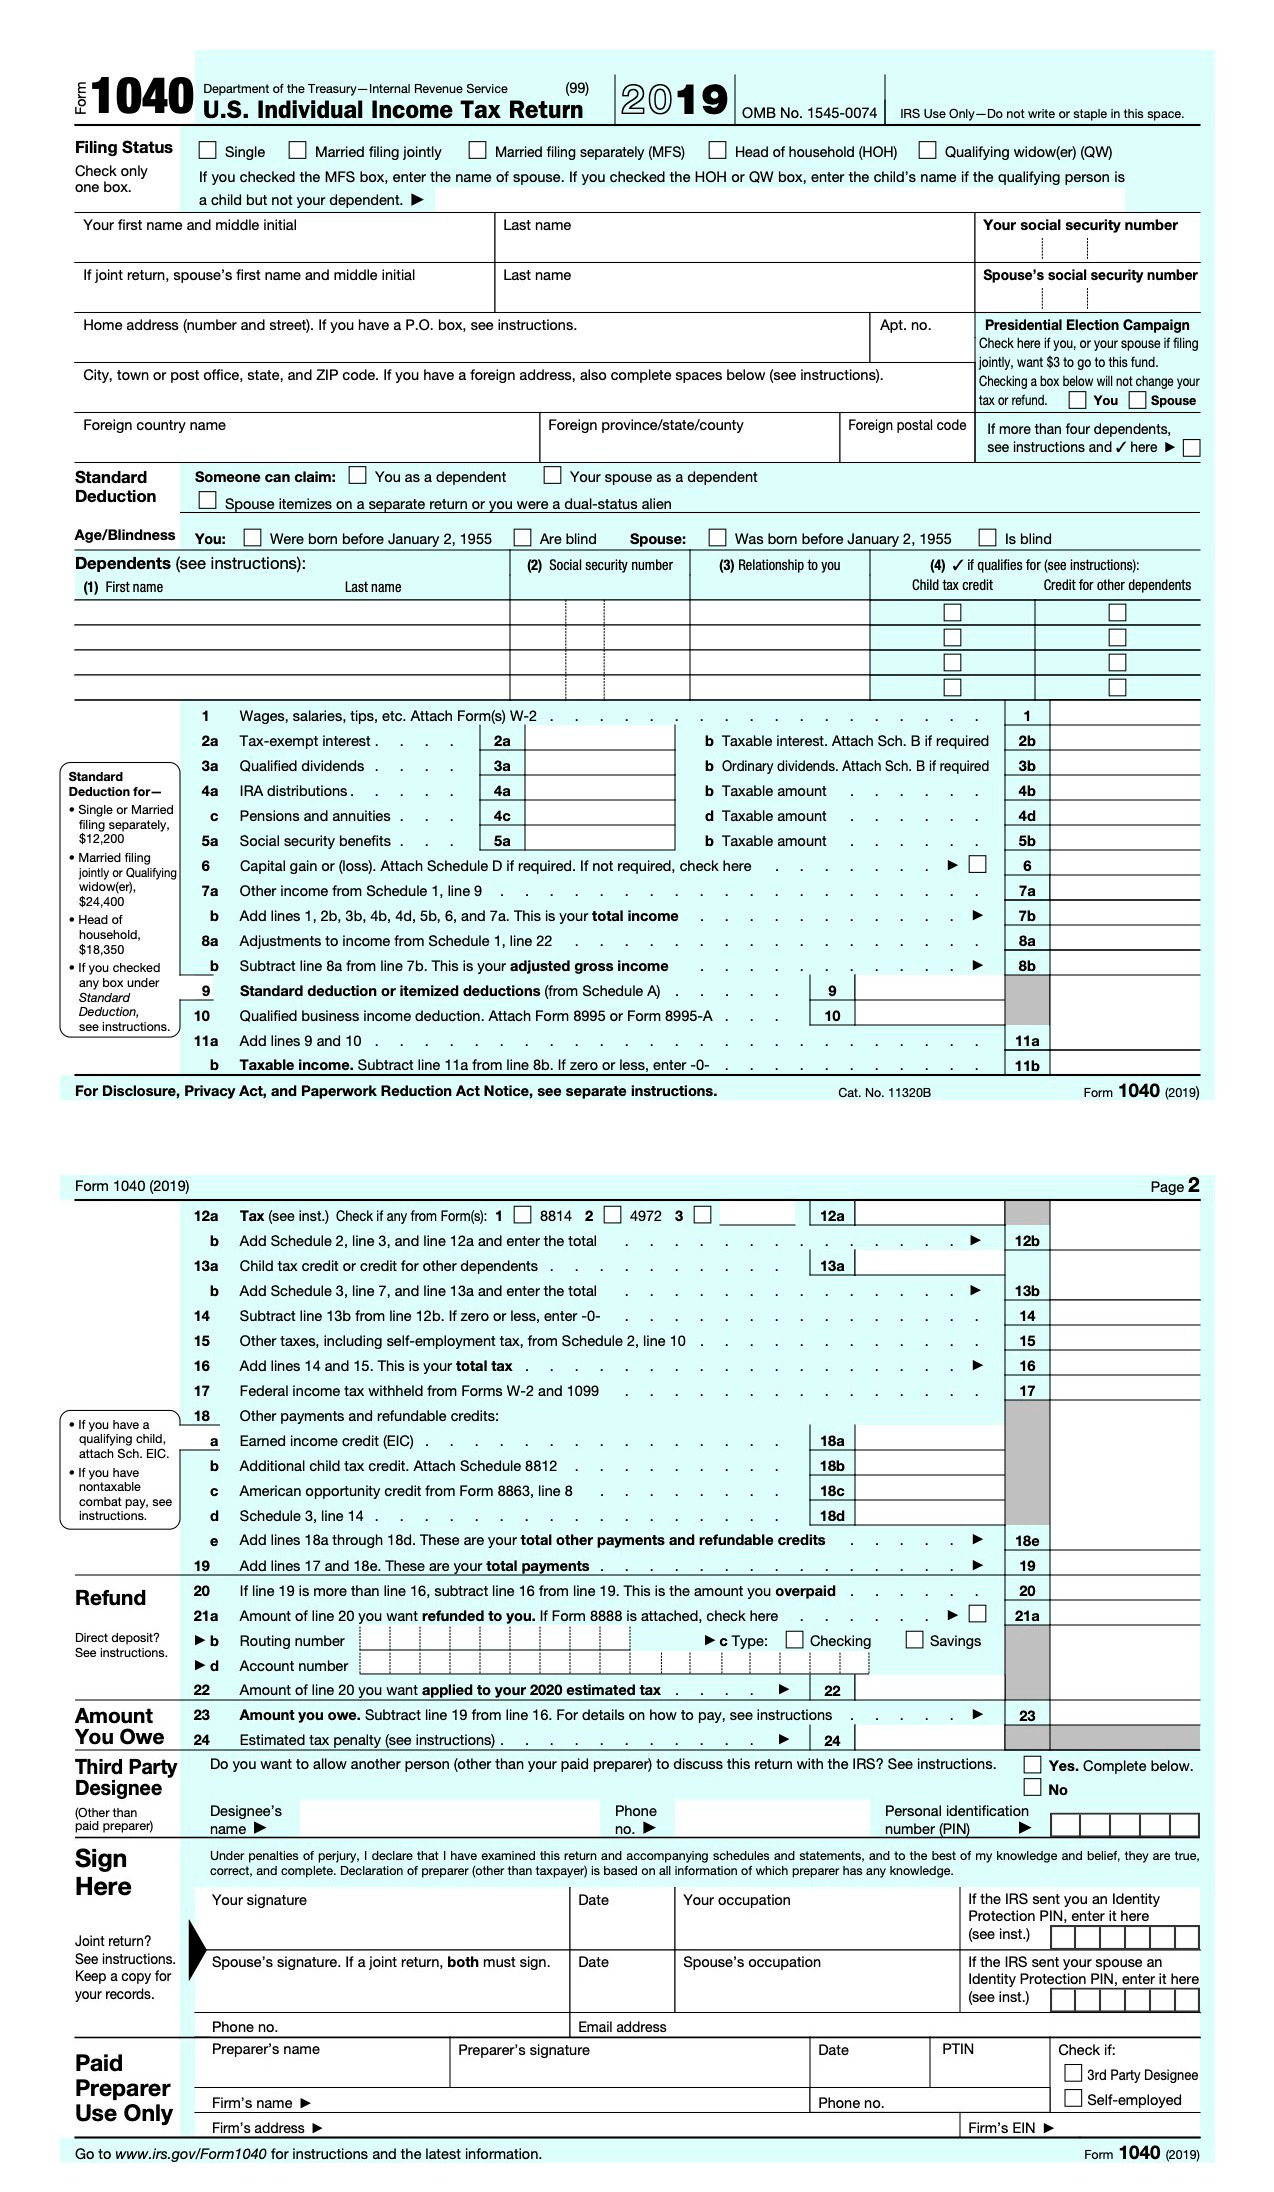 Form 1040 Department of the Treasury—Internal Revenue Service (99)
U.S. Individual Income Tax Return 2019 OMB No. 1545-0074 IRS Use Only—Do not write or staple in this space.
Filing Status
Check only
one box.
Single Married filing jointly Married filing separately (MFS) Head of household (HOH) Qualifying widow(er) (QW)
If you checked the MFS box, enter the name of spouse. If you checked the HOH or QW box, enter the child's name if the qualifying person is
a child but not your dependent. ▶
Your first name and middle initial Last name Your social security number
If joint return, spouse's first name and middle initial Last name Spouse's social security number
Home address (number and street). If you have a P.O. box, see instructions. Apt. no.
Presidential Election Campaign
Check here if you, or your spouse if filing
jointly, want $3 to go to this fund.
Checking a box below will not change your
tax or refund. You Spouse
City, town or post office, state, and ZIP code. If you have a foreign address, also complete spaces below (see instructions).
Foreign country name Foreign province/state/county Foreign postal code
If more than four dependents,
see instructions and ✓ here ▶
Standard
Deduction
Someone can claim: You as a dependent Your spouse as a dependent
Spouse itemizes on a separate return or you were a dual-status alien
Age/Blindness You: Were born before January 2, 1955 Are blind Spouse: Was born before January 2, 1955 Is blind
Dependents (see instructions): (2) Social security number (3) Relationship to you (4) ✓ if qualifies for (see instructions):
(1) First name Last name Child tax credit Credit for other dependents
Standard
Deduction for—
• Single or Married
filing separately,
$12,200
• Married filing
jointly or Qualifying
widow(er),
$24,400
• Head of
household,
$18,350
• If you checked
any box under
Standard
Deduction,
see instructions.
1 Wages, salaries, tips, etc. Attach Form(s) W-2 . . . . . . . . . . . . . . . . . . 1
2a Tax-exempt interest . . . . 2a b Taxable interest. Attach Sch. B if required 2b
3a Qualified dividends . . . . 3a b Ordinary dividends. Attach Sch. B if required 3b
4a IRA distributions . . . . . 4a b Taxable amount . . . . . . 4b
c Pensions and annuities . . . 4c d Taxable amount . . . . . . 4d
5a Social security benefits . . . 5a b Taxable amount . . . . . . 5b
6 Capital gain or (loss). Attach Schedule D if required. If not required, check here . . . . . . . ▶ 6
7a Other income from Schedule 1, line 9 . . . . . . . . . . . . . . . . . . . . 7a
b Add lines 1, 2b, 3b, 4b, 4d, 5b, 6, and 7a. This is your total income . . . . . . . . . . . ▶ 7b
8a Adjustments to income from Schedule 1, line 22 . . . . . . . . . . . . . . . . . 8a
b Subtract line 8a from line 7b. This is your adjusted gross income . . . . . . . . . . . ▶ 8b
9 Standard deduction or itemized deductions (from Schedule A) . . . . . 9
10 Qualified business income deduction. Attach Form 8995 or Form 8995-A . . . 10
11a Add lines 9 and 10 . . . . . . . . . . . . . . . . . . . . . . . . . 11a
b Taxable income. Subtract line 11a from line 8b. If zero or less, enter -0- . . . . . . . . . . . 11b
For Disclosure, Privacy Act, and Paperwork Reduction Act Notice, see separate instructions. Cat. No. 11320B Form 1040 (2019)
Form 1040 (2019) Page 2
12a Tax (see inst.) Check if any from Form(s): 1 8814 2 4972 3 12a
b Add Schedule 2, line 3, and line 12a and enter the total . . . . . . . . . . . . . . ▶ 12b
13a Child tax credit or credit for other dependents . . . . . . . . . . 13a
b Add Schedule 3, line 7, and line 13a and enter the total . . . . . . . . . . . . . . ▶ 13b
14 Subtract line 13b from line 12b. If zero or less, enter -0- . . . . . . . . . . . . . . . 14
15 Other taxes, including self-employment tax, from Schedule 2, line 10 . . . . . . . . . . . . 15
16 Add lines 14 and 15. This is your total tax . . . . . . . . . . . . . . . . . . ▶ 16
17 Federal income tax withheld from Forms W-2 and 1099 . . . . . . . . . . . . . . . 17
• If you have a
qualifying child,
attach Sch. EIC.
• If you have
nontaxable
combat pay, see
instructions.
18 Other payments and refundable credits:
a Earned income credit (EIC) . . . . . . . . . . . . . . . 18a
b Additional child tax credit. Attach Schedule 8812 . . . . . . . . . 18b
c American opportunity credit from Form 8863, line 8 . . . . . . . . 18c
d Schedule 3, line 14 . . . . . . . . . . . . . . . . . 18d
e Add lines 18a through 18d. These are your total other payments and refundable credits . . . . . ▶ 18e
19 Add lines 17 and 18e. These are your total payments . . . . . . . . . . . . . . . ▶ 19
Refund
Direct deposit?
See instructions.
20 If line 19 is more than line 16, subtract line 16 from line 19. This is the amount you overpaid . . . . . . 20
21a Amount of line 20 you want refunded to you. If Form 8888 is attached, check here . . . . . . ▶ 21a
▶ b Routing number ▶ c Type: Checking Savings
▶ d Account number
22 Amount of line 20 you want applied to your 2020 estimated tax . . . . ▶ 22
Amount
You Owe
23 Amount you owe. Subtract line 19 from line 16. For details on how to pay, see instructions . . . . . ▶ 23
24 Estimated tax penalty (see instructions) . . . . . . . . . . . ▶ 24
Third Party
Designee
(Other than
paid preparer)
Do you want to allow another person (other than your paid preparer) to discuss this return with the IRS? See instructions. Yes. Complete below.
No
Designee's
name ▶
Phone
no. ▶
Personal identification
number (PIN) ▶
Sign
Here
Joint return?
See instructions.
Keep a copy for
your records.
Under penalties of perjury, I declare that I have examined this return and accompanying schedules and statements, and to the best of my knowledge and belief, they are true,
correct, and complete. Declaration of preparer (other than taxpayer) is based on all information of which preparer has any knowledge.
Your signature Date Your occupation
If the IRS sent you an Identity
Protection PIN, enter it here
(see inst.)
Spouse's signature. If a joint return, both must sign. Date Spouse's occupation
If the IRS sent your spouse an
Identity Protection PIN, enter it here
(see inst.)
Phone no. Email address
Paid
Preparer
Use Only
Preparer's name Preparer's signature Date PTIN
Check if:
3rd Party Designee
Self-employed
Firm's name ▶ Phone no.
Firm's address ▶ Firm's EIN ▶
Go to www.irs.gov/Form1040 for instructions and the latest information. Form 1040 (2019)